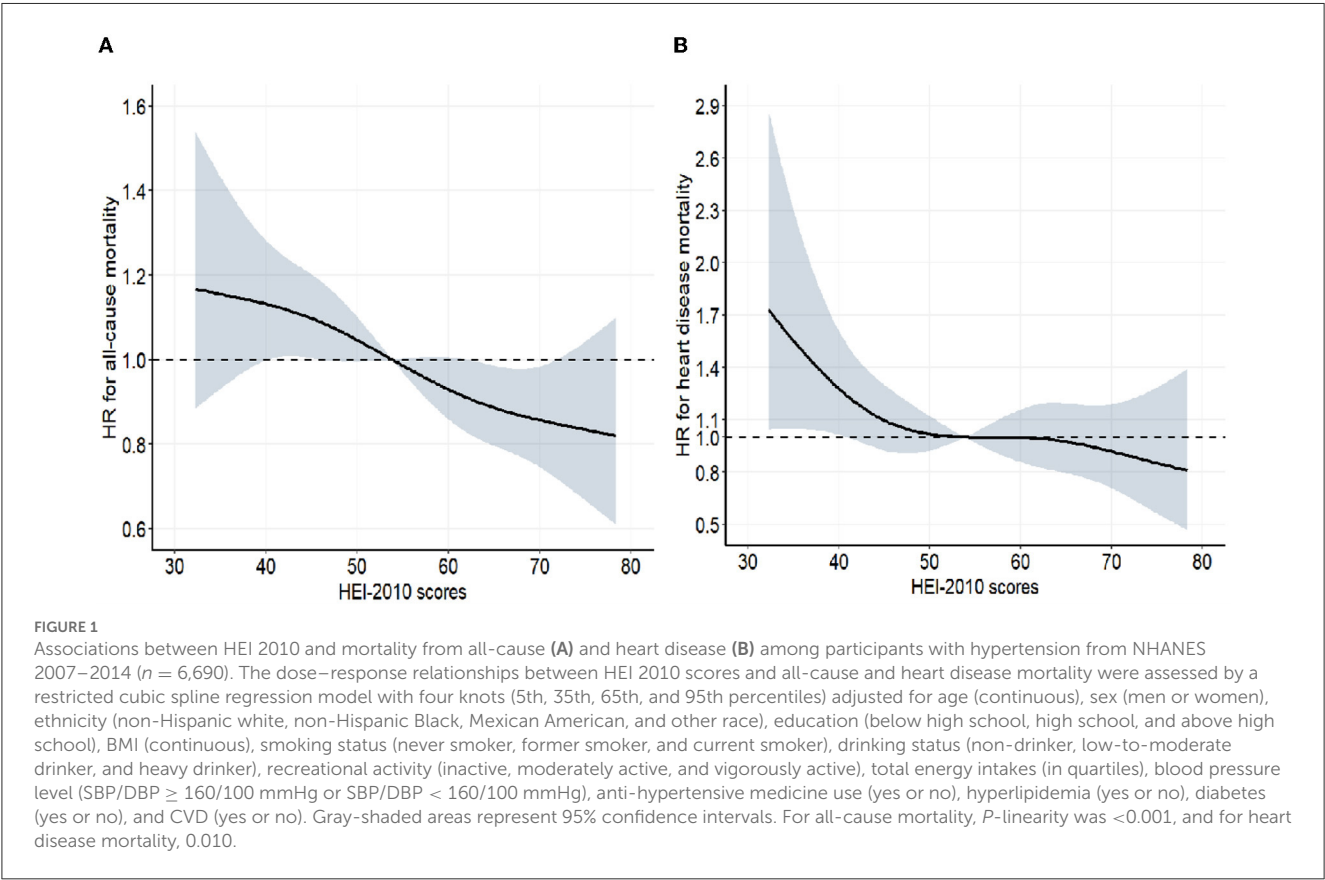 A
B
1.6
1.4
1.2
1.0
0.8
0.6
HR for all-cause mortality
30 40 50 60 70 80
HEI-2010 scores
2.9
2.6
2.3
2.0
1.7
1.4
1.1
1.0
0.8
0.5
HR for heart disease mortality
30 40 50 60 70 80
HEI-2010 scores
FIGURE 1
Associations between HEI 2010 and mortality from all-cause (A) and heart disease (B) among participants with hypertension from NHANES
2007–2014 (n = 6,690). The dose–response relationships between HEI 2010 scores and all-cause and heart disease mortality were assessed by a
restricted cubic spline regression model with four knots (5th, 35th, 65th, and 95th percentiles) adjusted for age (continuous), sex (men or women),
ethnicity (non-Hispanic white, non-Hispanic Black, Mexican American, and other race), education (below high school, high school, and above high
school), BMI (continuous), smoking status (never smoker, former smoker, and current smoker), drinking status (non-drinker, low-to-moderate
drinker, and heavy drinker), recreational activity (inactive, moderately active, and vigorously active), total energy intakes (in quartiles), blood pressure
level (SBP/DBP ≥ 160/100 mmHg or SBP/DBP < 160/100 mmHg), anti-hypertensive medicine use (yes or no), hyperlipidemia (yes or no), diabetes
(yes or no), and CVD (yes or no). Gray-shaded areas represent 95% confidence intervals. For all-cause mortality, P-linearity was <0.001, and for heart
disease mortality, 0.010.